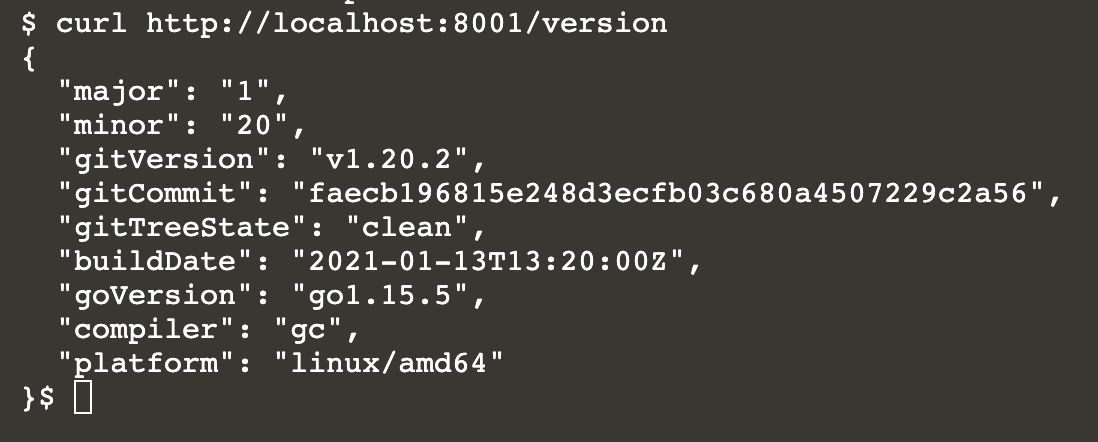 $ curl http://localhost:8001/version
{
  "major": "1",
  "minor": "20",
  "gitVersion": "v1.20.2",
  "gitCommit": "faecb196815e248d3ecfb03c680a4507229c2a56",
  "gitTreeState": "clean",
  "buildDate": "2021-01-13T13:20:00Z",
  "goVersion": "go1.15.5",
  "compiler": "gc",
  "platform": "linux/amd64"
}$